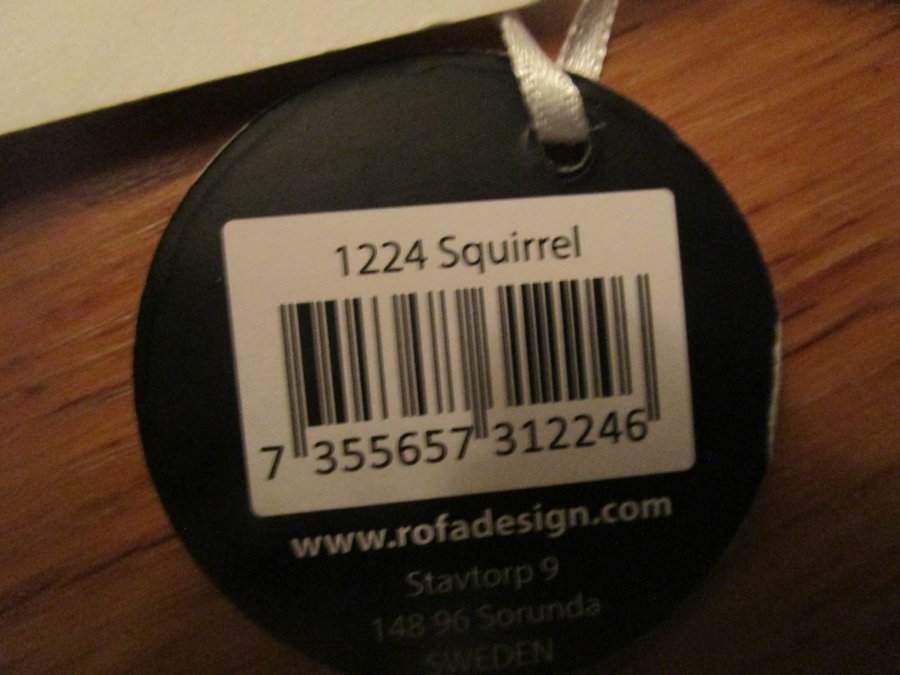 1224 Squirrel
7 355657 312246
www.rofadesign.com
Stavtorp 9
148 96 Sorunda
SWEDEN